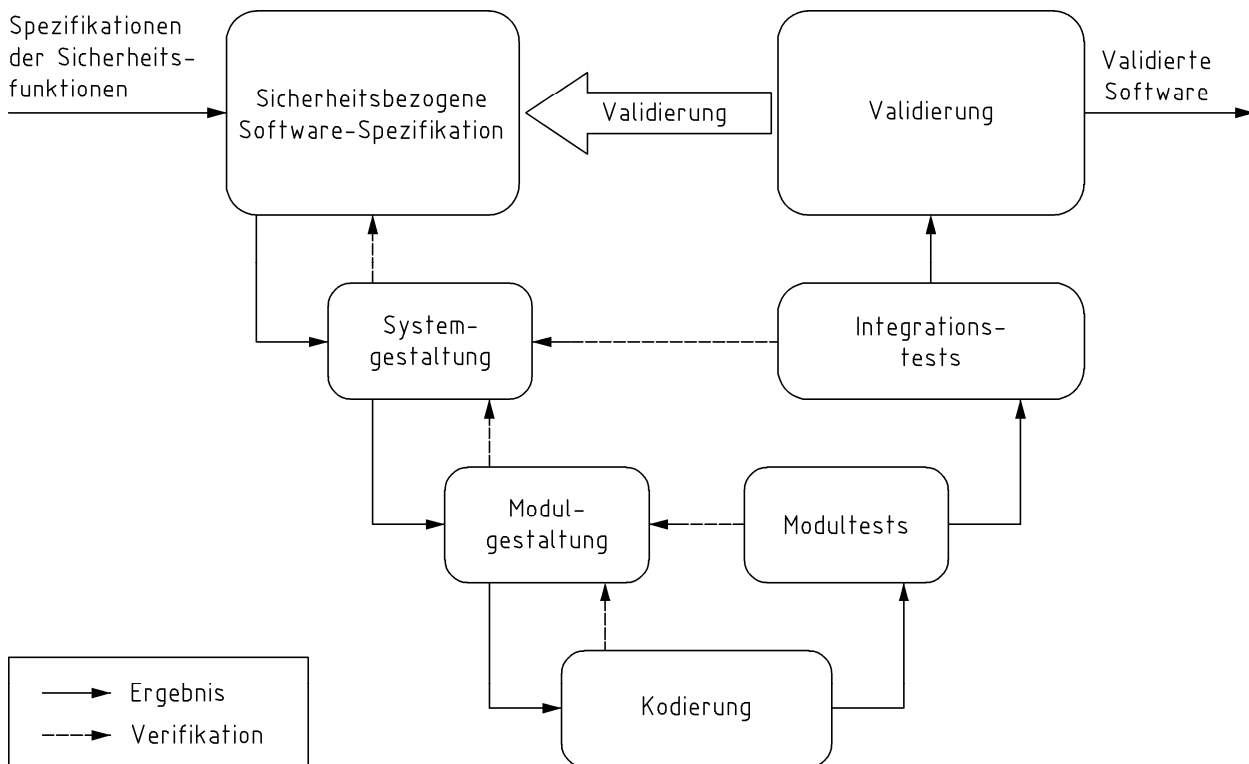 Spezifikationen
der Sicherheits-
funktionen
Sicherheitsbezogene
Software-Spezifikation
Validierung
Validierung
Validierte
Software
System-
gestaltung
Integrations-
tests
Modul-
gestaltung
Modultests
Kodierung
Ergebnis
Verifikation